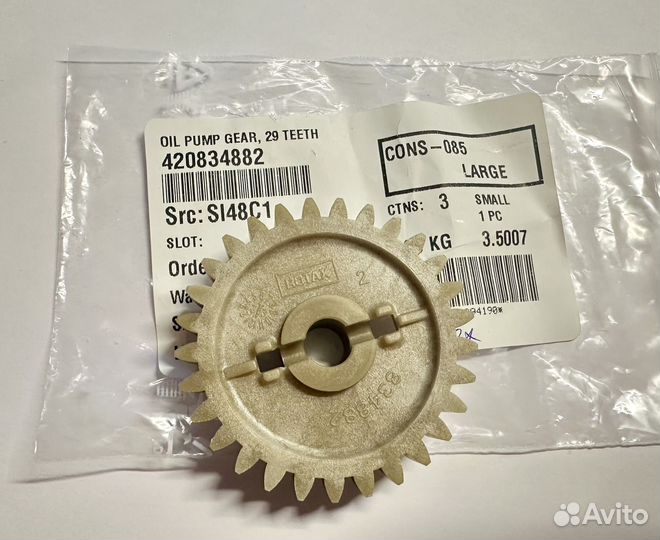 OIL PUMP GEAR, 29 TEETH
420834882
Src: SI48C1
SLOT:
CONS-085
LARGE
CTNS: 3 SMALL
1 PC
KG 3.5007
ROTAX
2
Avito